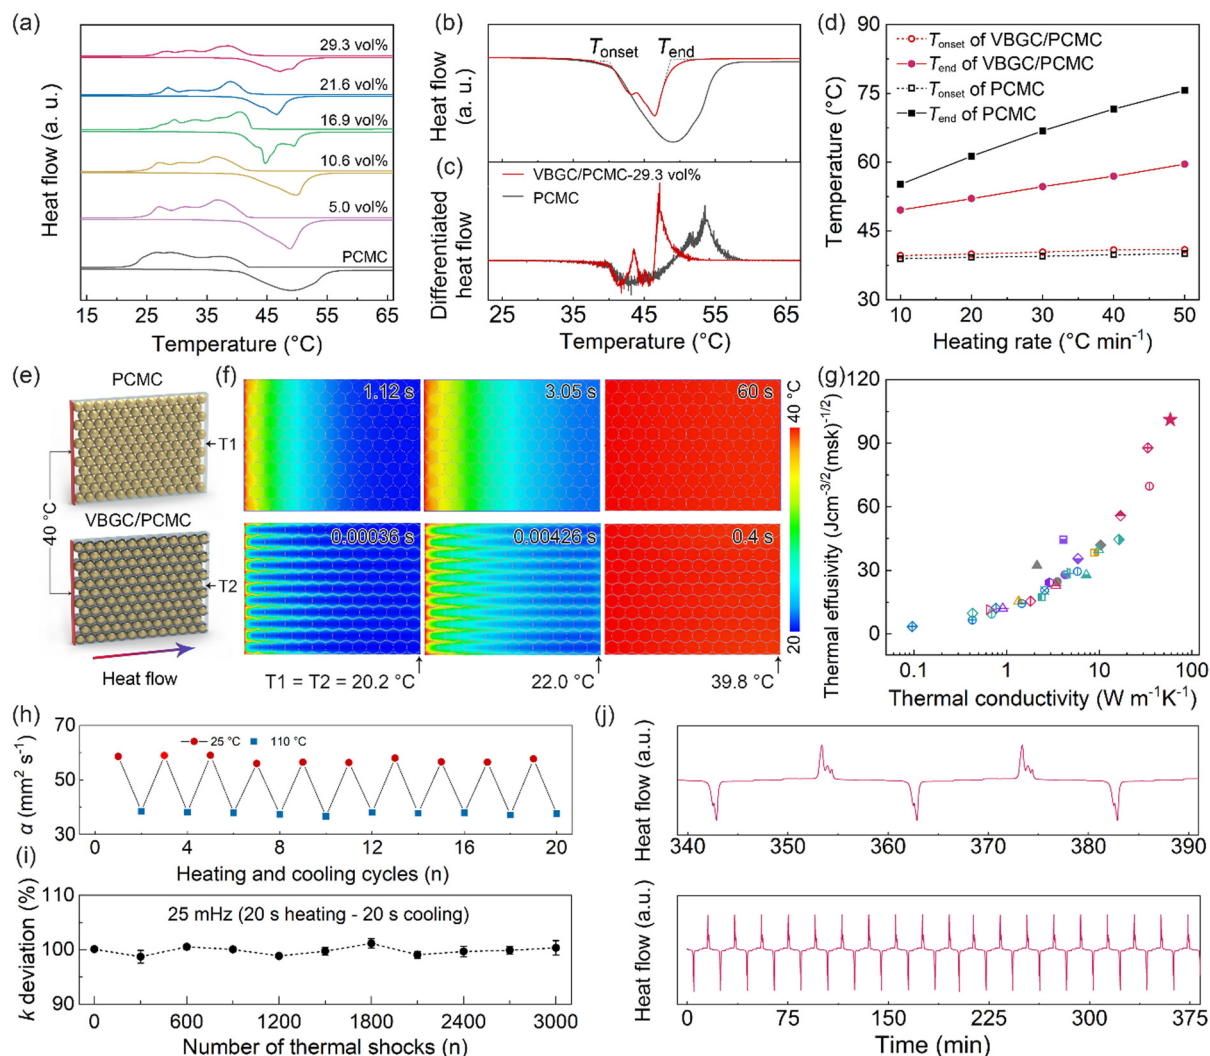 (a)
29.3 vol%
21.6 vol%
16.9 vol%
10.6 vol%
5.0 vol%
PCMC
Heat flow (a. u.)
15 25 35 45 55 65
Temperature (°C)
(b)
Tonset
Tend
Heat flow
(a. u.)
(c)
VBGC/PCMC-29.3 vol%
PCMC
Differentiated
heat flow
25 35 45 55 65
Temperature (°C)
(d)
90
75
60
45
30
Temperature (°C)
Tonset of VBGC/PCMC
Tend of VBGC/PCMC
Tonset of PCMC
Tend of PCMC
10 20 30 40 50
Heating rate (°C min⁻¹)
(e)
PCMC
T1
40 °C
VBGC/PCMC
T2
Heat flow
(f)
1.12 s
3.05 s
60 s
0.00036 s
0.00426 s
0.4 s
40 °C
20
T1 = T2 = 20.2 °C
22.0 °C
39.8 °C
(g)
120
90
60
30
0
Thermal effusivity (Jcm⁻³/²(msk)⁻¹/²)
0.1 1 10 100
Thermal conductivity (W m⁻¹K⁻¹)
(h)
70
50
30
α (mm² s⁻¹)
25 °C
110 °C
0 4 8 12 16 20
Heating and cooling cycles (n)
(i)
110
100
90
k deviation (%)
25 mHz (20 s heating - 20 s cooling)
0 600 1200 1800 2400 3000
Number of thermal shocks (n)
(j)
Heat flow (a.u.)
340 350 360 370 380 390
Heat flow (a.u.)
0 75 150 225 300 375
Time (min)